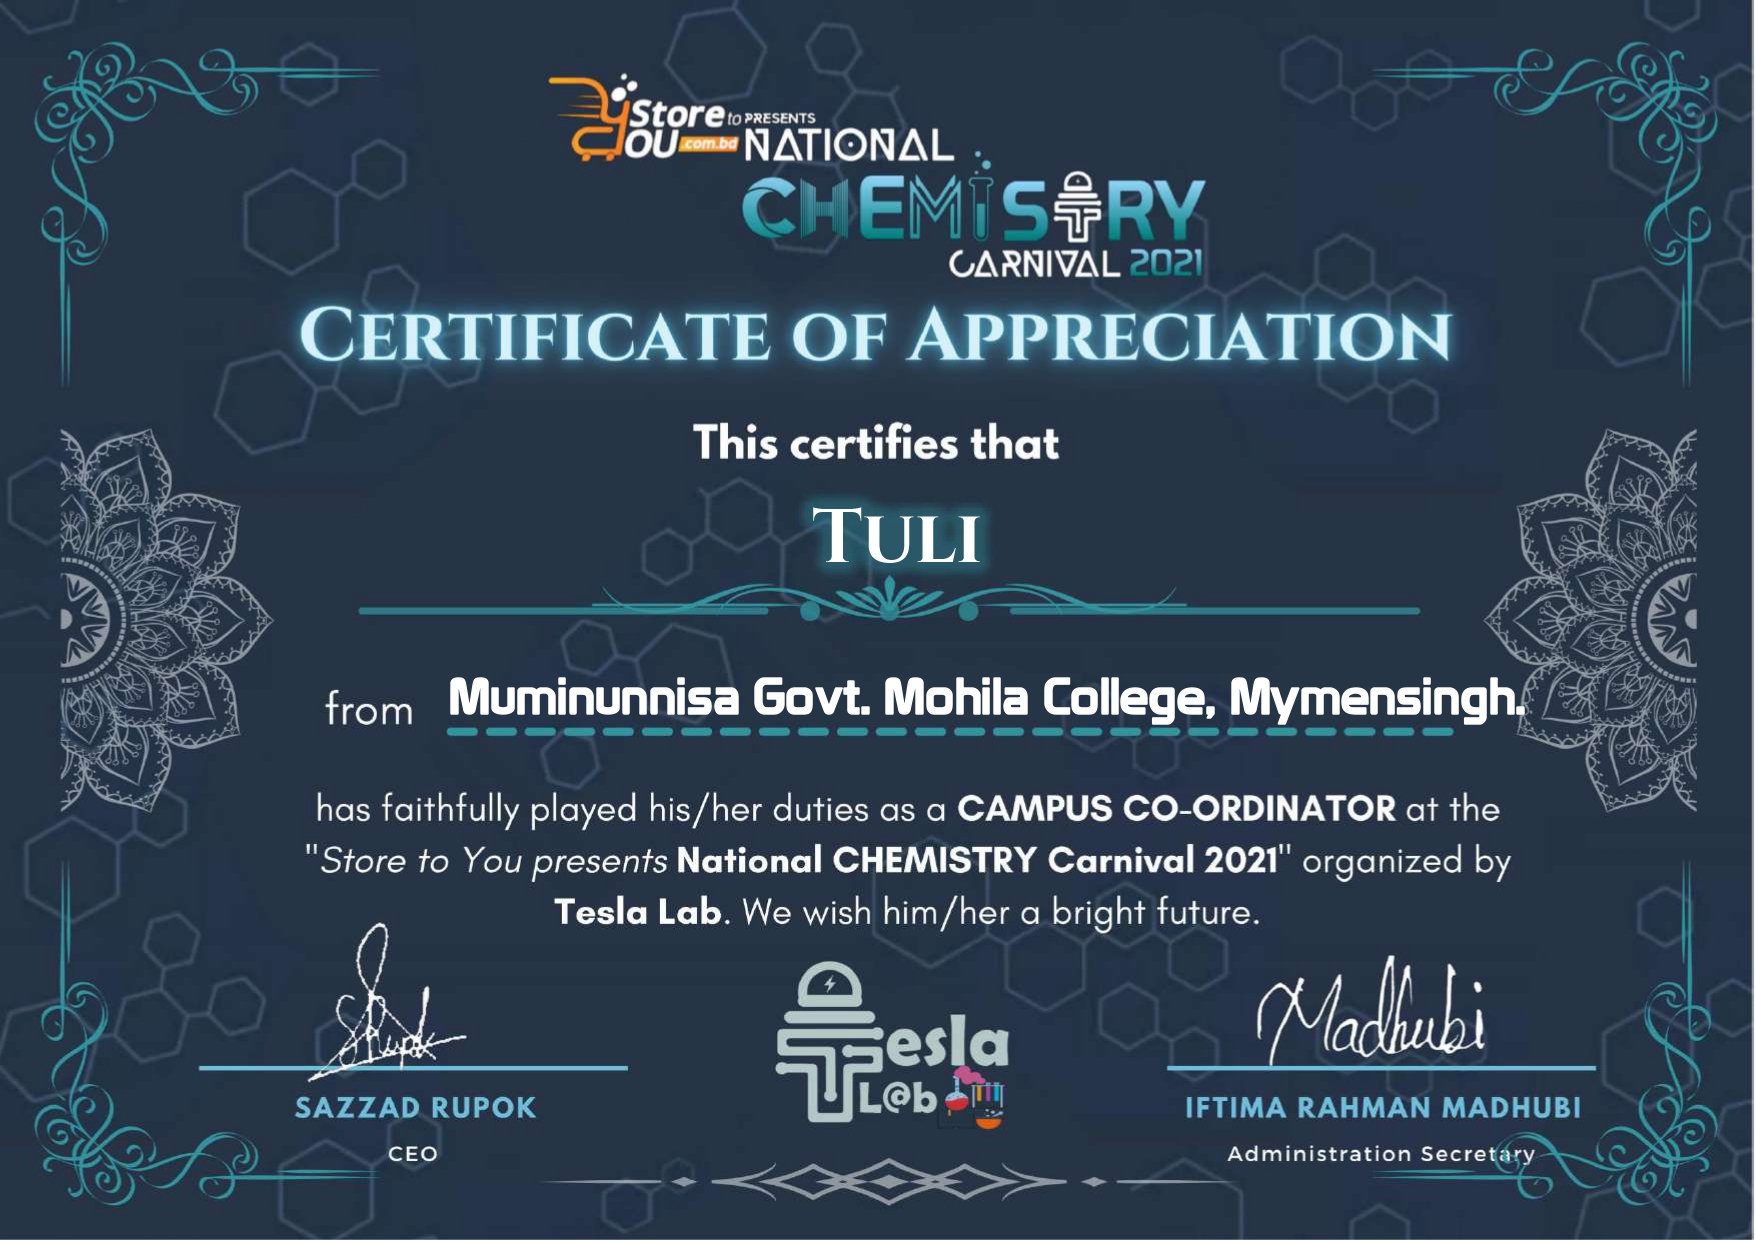 Store to YOU.com.bd PRESENTS
NATIONAL
CHEMISTRY
CARNIVAL 2021
CERTIFICATE OF APPRECIATION
This certifies that
TULI
from Muminunnisa Govt. Mohila College, Mymensingh.
has faithfully played his/her duties as a CAMPUS CO-ORDINATOR at the
"Store to You presents National CHEMISTRY Carnival 2021" organized by
Tesla Lab. We wish him/her a bright future.
Rupok
Madhubi
Tesla
L@b
SAZZAD RUPOK
IFTIMA RAHMAN MADHUBI
CEO
Administration Secretary